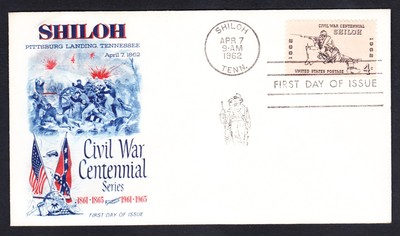 SHILOH
PITTSBURG LANDING, TENNESSEE
April 7, 1862
Civil War
Centennial
Series
1861-1865 1961-1965
FIRST DAY OF ISSUE
SHILOH
APR 7
9-AM
1962
TENN.
CIVIL WAR CENTENNIAL
SHILOH
1862
1962
UNITED STATES POSTAGE
4¢
FIRST DAY OF ISSUE